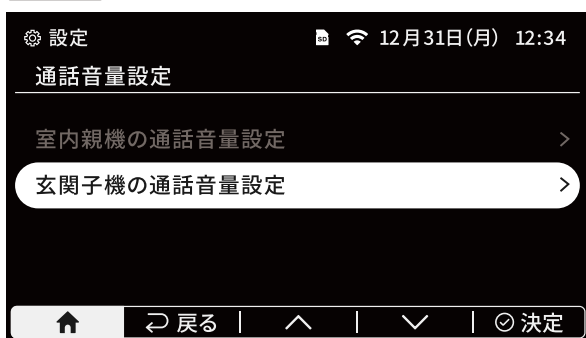 設定 SD 12月31日(月) 12:34
通話音量設定
室内親機の通話音量設定
玄関子機の通話音量設定
戻る 決定